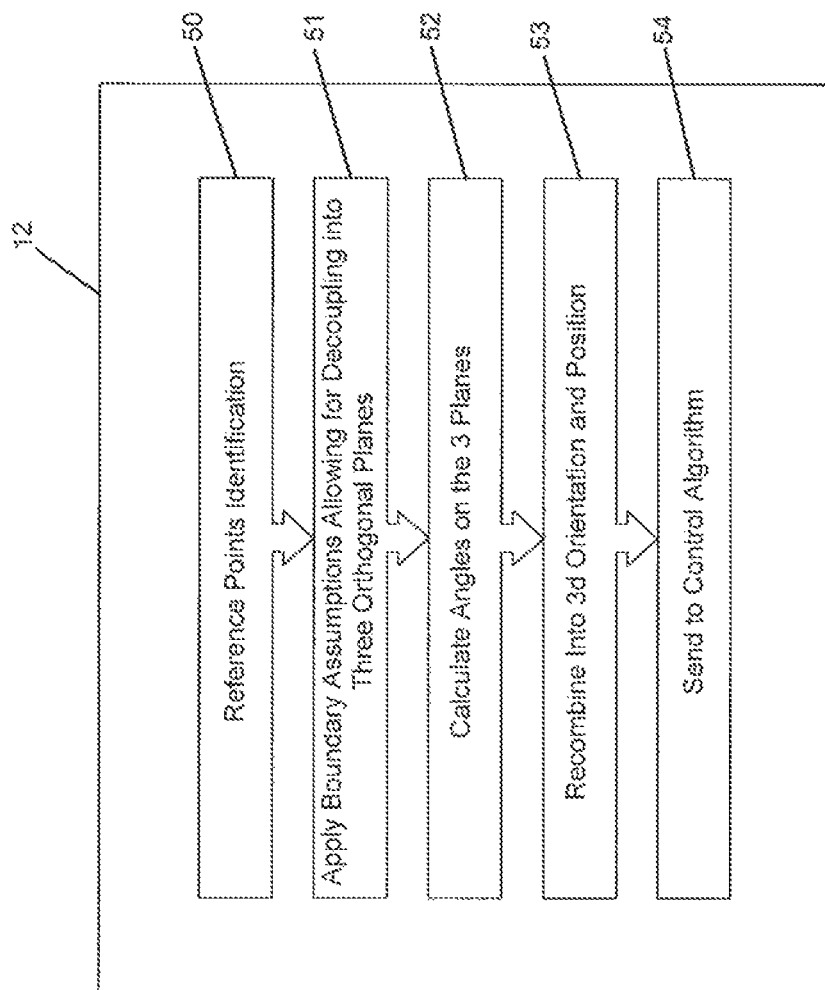 12
Reference Points Identification
50
Apply Boundary Assumptions Allowing for Decoupling into
Three Orthogonal Planes
51
Calculate Angles on the 3 Planes
52
Recombine Into 3d Orientation and Position
53
Send to Control Algorithm
54